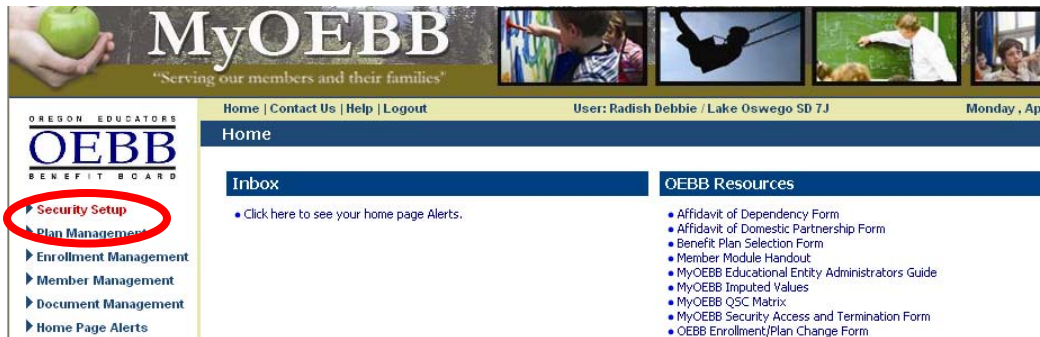 MyOEBB
"Serving our members and their families"
Home | Contact Us | Help | Logout
User: Radish Debbie / Lake Oswego SD 7J
Monday , Ap
OREGON EDUCATORS
OEBB
BENEFIT BOARD
Security Setup
Plan Management
Enrollment Management
Member Management
Document Management
Home Page Alerts
Home
Inbox
Click here to see your home page Alerts.
OEBB Resources
Affidavit of Dependency Form
Affidavit of Domestic Partnership Form
Benefit Plan Selection Form
Member Module Handout
MyOEBB Educational Entity Administrators Guide
MyOEBB Imputed Values
MyOEBB QSC Matrix
MyOEBB Security Access and Termination Form
OEBB Enrollment/Plan Change Form